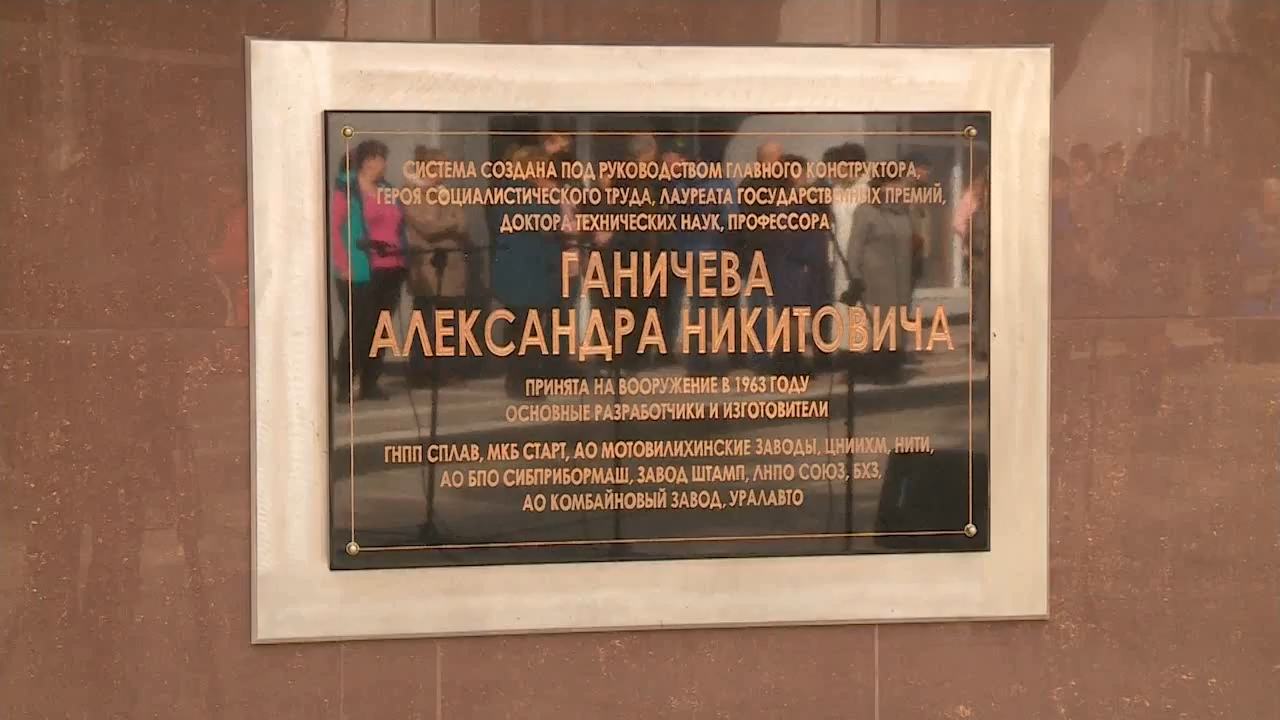 СИСТЕМА СОЗДАНА ПОД РУКОВОДСТВОМ ГЛАВНОГО КОНСТРУКТОРА,
ГЕРОЯ СОЦИАЛИСТИЧЕСКОГО ТРУДА, ЛАУРЕАТА ГОСУДАРСТВЕННЫХ ПРЕМИЙ,
ДОКТОРА ТЕХНИЧЕСКИХ НАУК, ПРОФЕССОРА
ГАНИЧЕВА
АЛЕКСАНДРА НИКИТОВИЧА
ПРИНЯТА НА ВООРУЖЕНИЕ В 1963 ГОДУ
ОСНОВНЫЕ РАЗРАБОТЧИКИ И ИЗГОТОВИТЕЛИ
ГНПП СПЛАВ, МКБ СТАРТ, АО МОТОВИЛИХИНСКИЕ ЗАВОДЫ, ЦНИИХМ, НИТИ,
АО БПО СИБПРИБОРМАШ, ЗАВОД ШТАМП, ЛНПО СОЮЗ, БХЗ,
АО КОМБАЙНОВЫЙ ЗАВОД, УРАЛАВТО